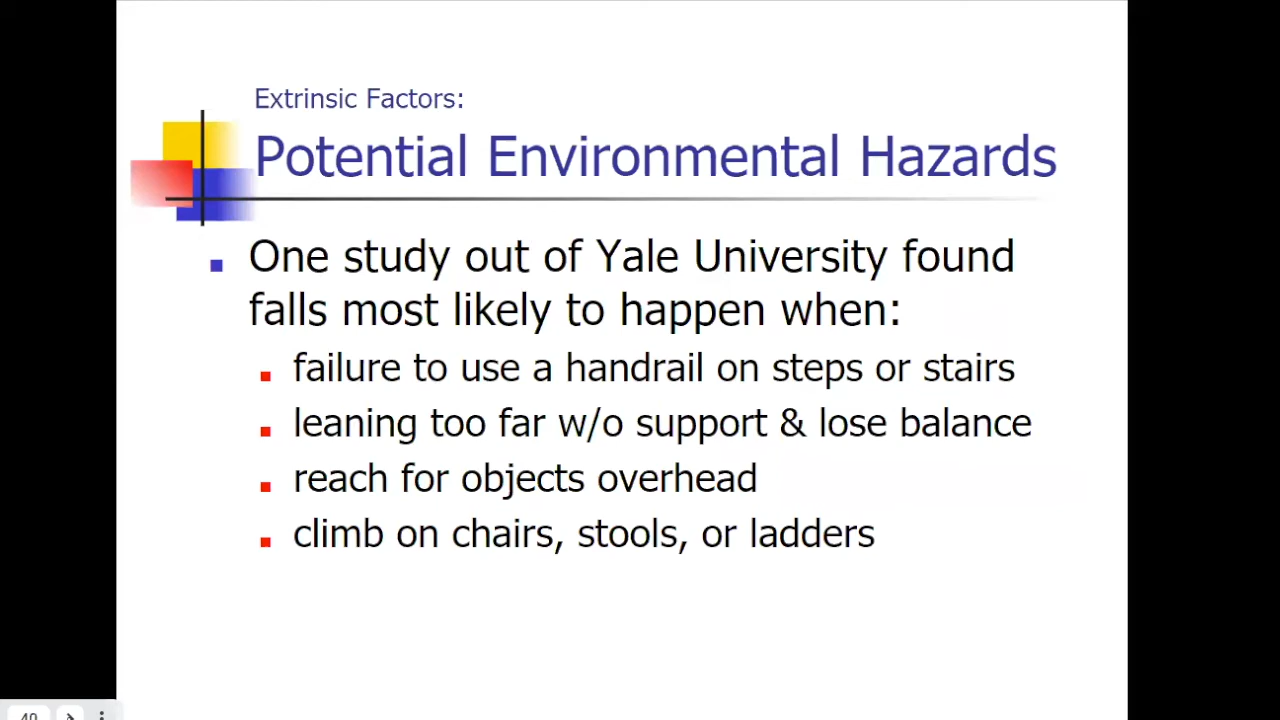 Extrinsic Factors:
Potential Environmental Hazards
One study out of Yale University found
falls most likely to happen when:
failure to use a handrail on steps or stairs
leaning too far w/o support & lose balance
reach for objects overhead
climb on chairs, stools, or ladders